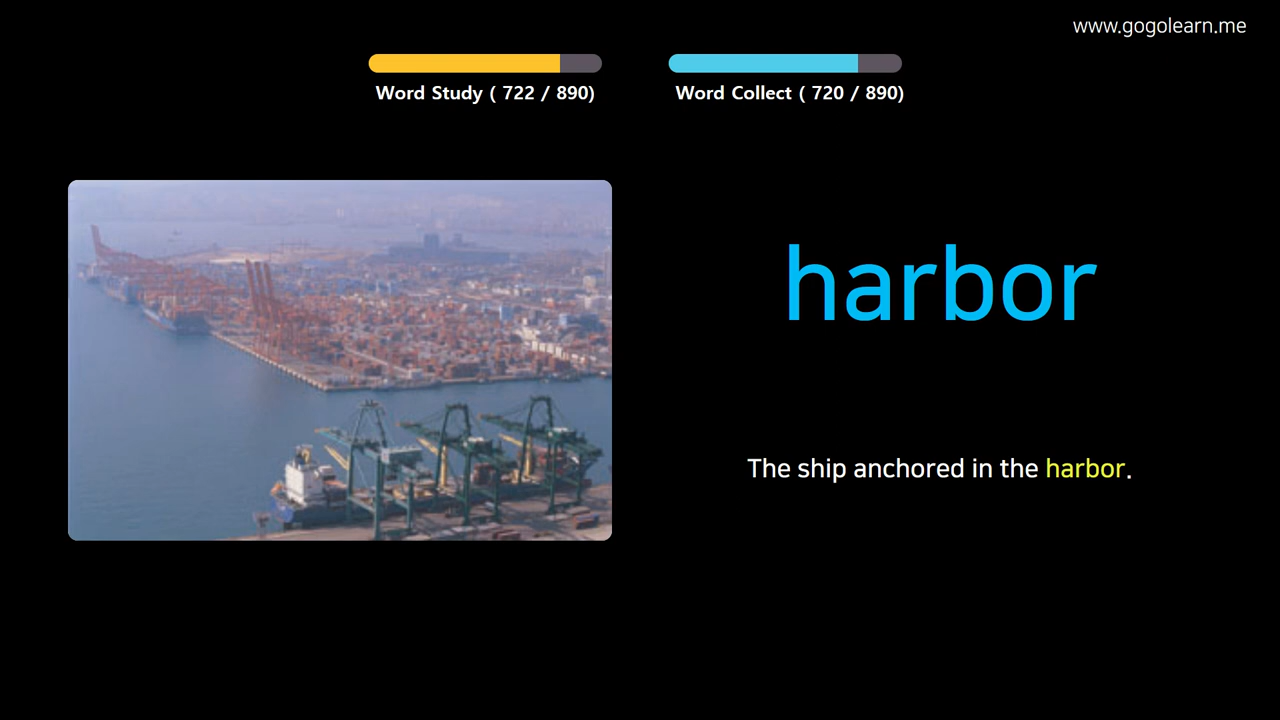 www.gogolearn.me
Word Study ( 722 / 890)
Word Collect ( 720 / 890)
harbor
The ship anchored in the harbor.